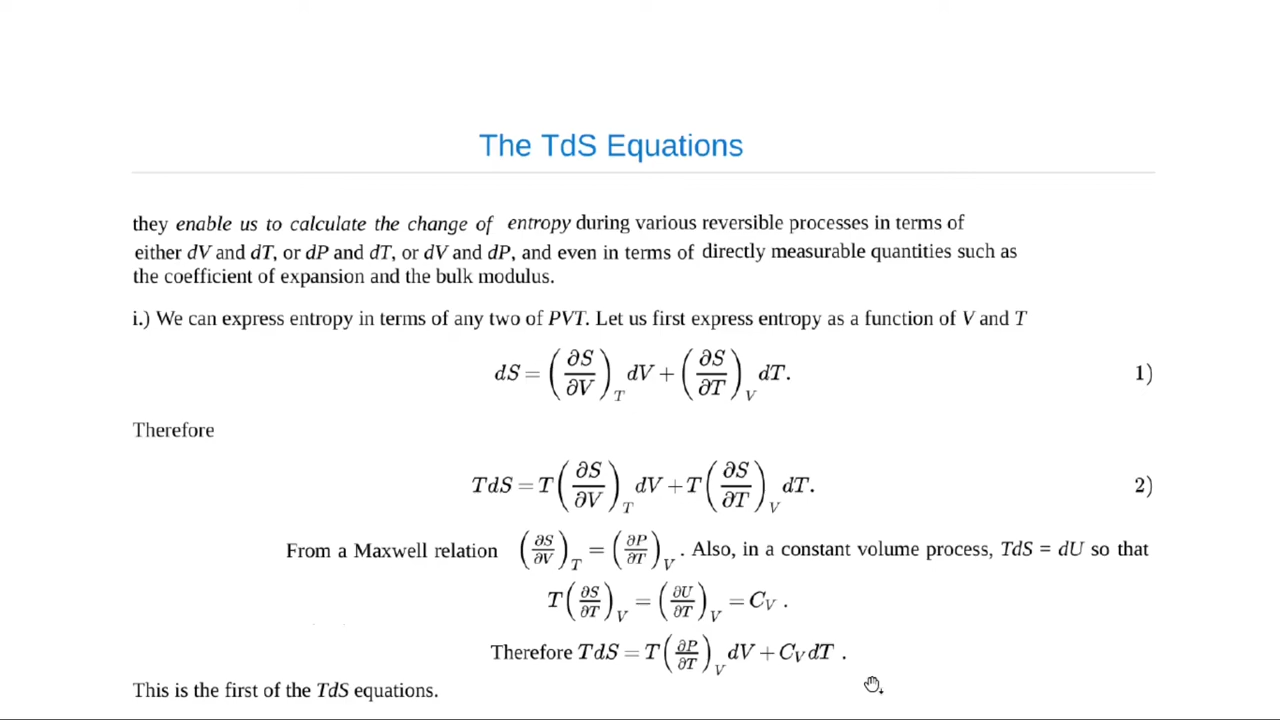 The TdS Equations
they enable us to calculate the change of entropy during various reversible processes in terms of
either dV and dT, or dP and dT, or dV and dP, and even in terms of directly measurable quantities such as
the coefficient of expansion and the bulk modulus.
i.) We can express entropy in terms of any two of PVT. Let us first express entropy as a function of V and T
dS = (∂S/∂V)_T dV + (∂S/∂T)_V dT. 1)
Therefore
TdS = T(∂S/∂V)_T dV + T(∂S/∂T)_V dT. 2)
From a Maxwell relation (∂S/∂V)_T = (∂P/∂T)_V . Also, in a constant volume process, TdS = dU so that
T(∂S/∂T)_V = (∂U/∂T)_V = C_V .
Therefore TdS = T(∂P/∂T)_V dV + C_V dT .
This is the first of the TdS equations.